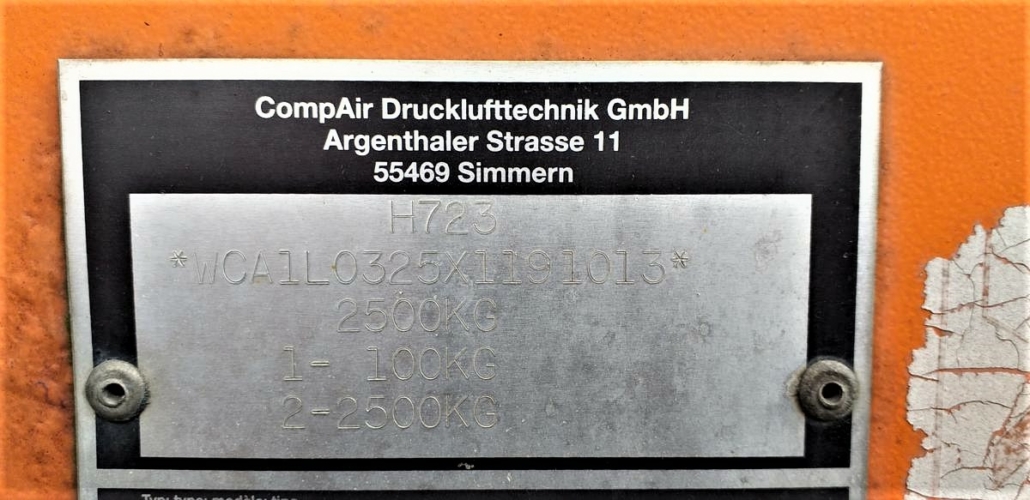 CompAir Drucklufttechnik GmbH
Argenthaler Strasse 11
55469 Simmern
H723
*WCA1L0325X1191013*
2500KG
1- 100KG
2-2500KG